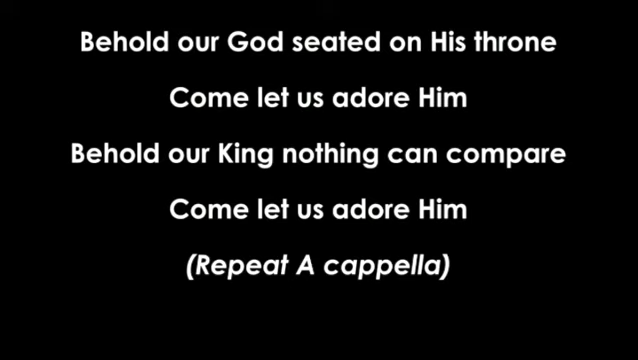 Behold our God seated on His throne
Come let us adore Him
Behold our King nothing can compare
Come let us adore Him
(Repeat A cappella)